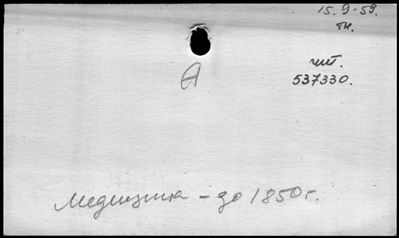 15.9-59.
тк.
чит.
A
537330.
Медицина - до 1850 г.